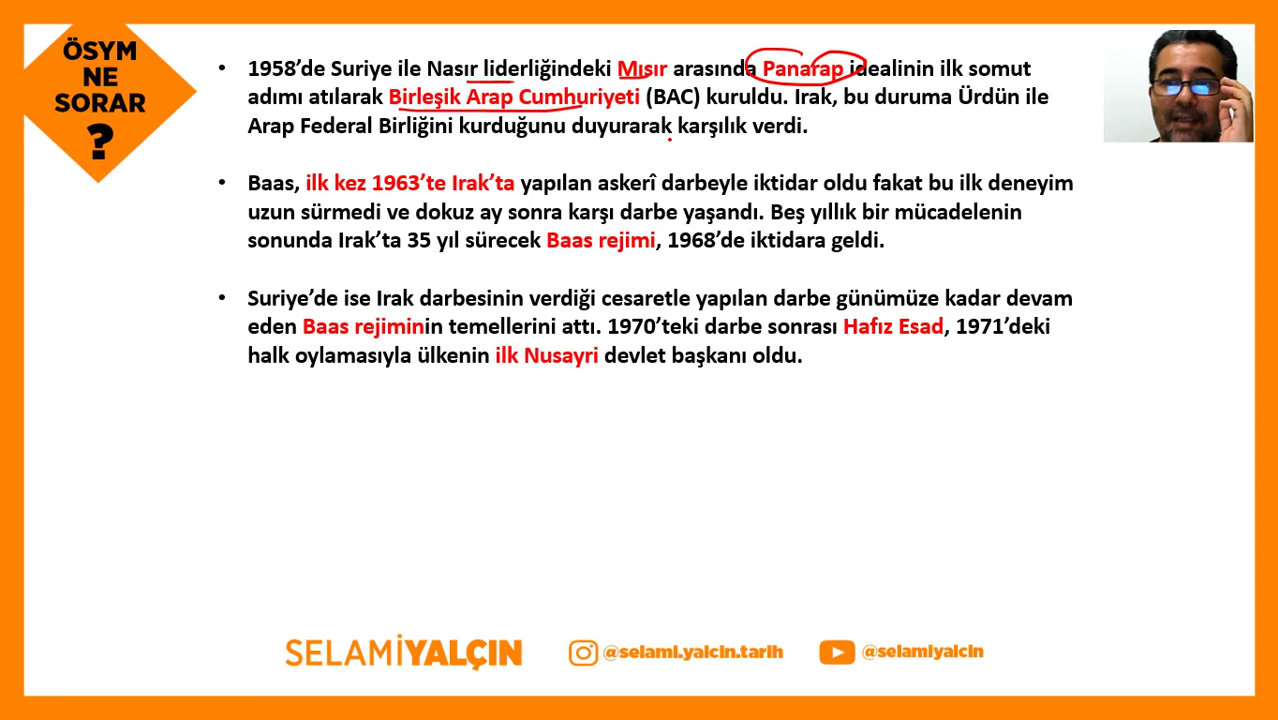 ÖSYM
NE
SORAR
?
• 1958’de Suriye ile Nasır liderliğindeki Mısır arasında Panarap idealinin ilk somut
adımı atılarak Birleşik Arap Cumhuriyeti (BAC) kuruldu. Irak, bu duruma Ürdün ile
Arap Federal Birliğini kurduğunu duyurarak karşılık verdi.
• Baas, ilk kez 1963’te Irak’ta yapılan askerî darbeyle iktidar oldu fakat bu ilk deneyim
uzun sürmedi ve dokuz ay sonra karşı darbe yaşandı. Beş yıllık bir mücadelenin
sonunda Irak’ta 35 yıl sürecek Baas rejimi, 1968’de iktidara geldi.
• Suriye’de ise Irak darbesinin verdiği cesaretle yapılan darbe günümüze kadar devam
eden Baas rejiminin temellerini attı. 1970’teki darbe sonrası Hafız Esad, 1971’deki
halk oylamasıyla ülkenin ilk Nusayri devlet başkanı oldu.
SELAMİYALÇIN @selami.yalcin.tarih @selamiyalcin